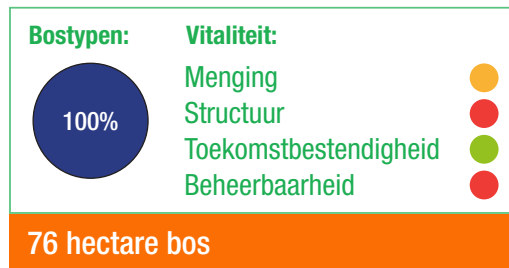 Bostypen:
Vitaliteit:
100%
Menging
Structuur
Toekomstbestendigheid
Beheerbaarheid
76 hectare bos